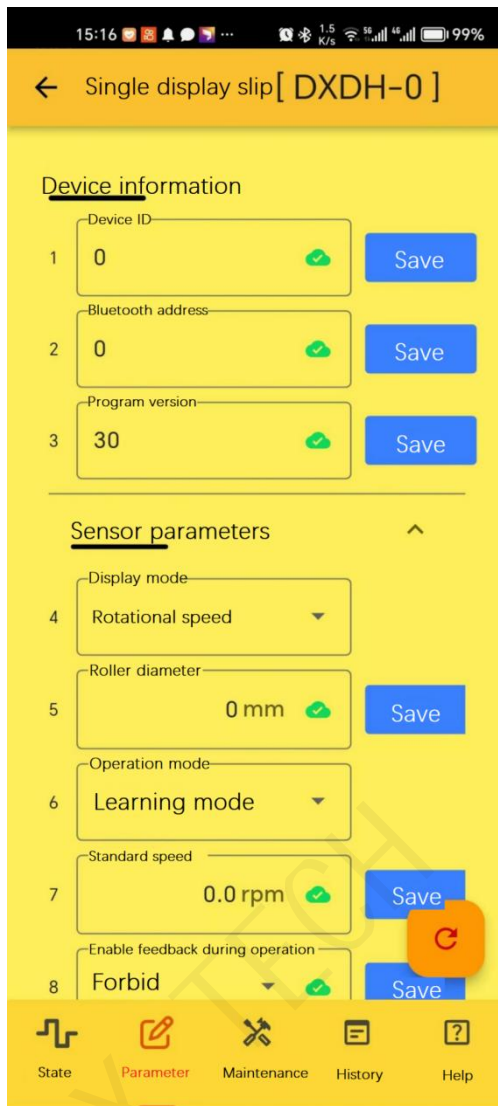 15:16 ... 1.5 K/s 5G 4G 99%
Single display slip[ DXDH-0 ]
Device information
Device ID
1 0 Save
Bluetooth address
2 0 Save
Program version
3 30 Save
Sensor parameters
Display mode
4 Rotational speed
Roller diameter
5 0 mm Save
Operation mode
6 Learning mode
Standard speed
7 0.0 rpm Save
Enable feedback during operation
8 Forbid Save
TECH
State Parameter Maintenance History Help